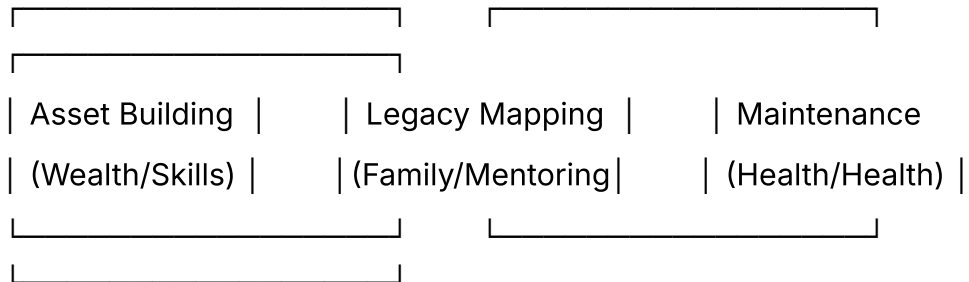 ┌──────────────────┐ ┌──────────────────┐
┌──────────────────┐
│ Asset Building │ │ Legacy Mapping │ │ Maintenance
│ (Wealth/Skills) │ │(Family/Mentoring│ │ (Health/Health) │
└──────────────────┘ └──────────────────┘
└──────────────────┘